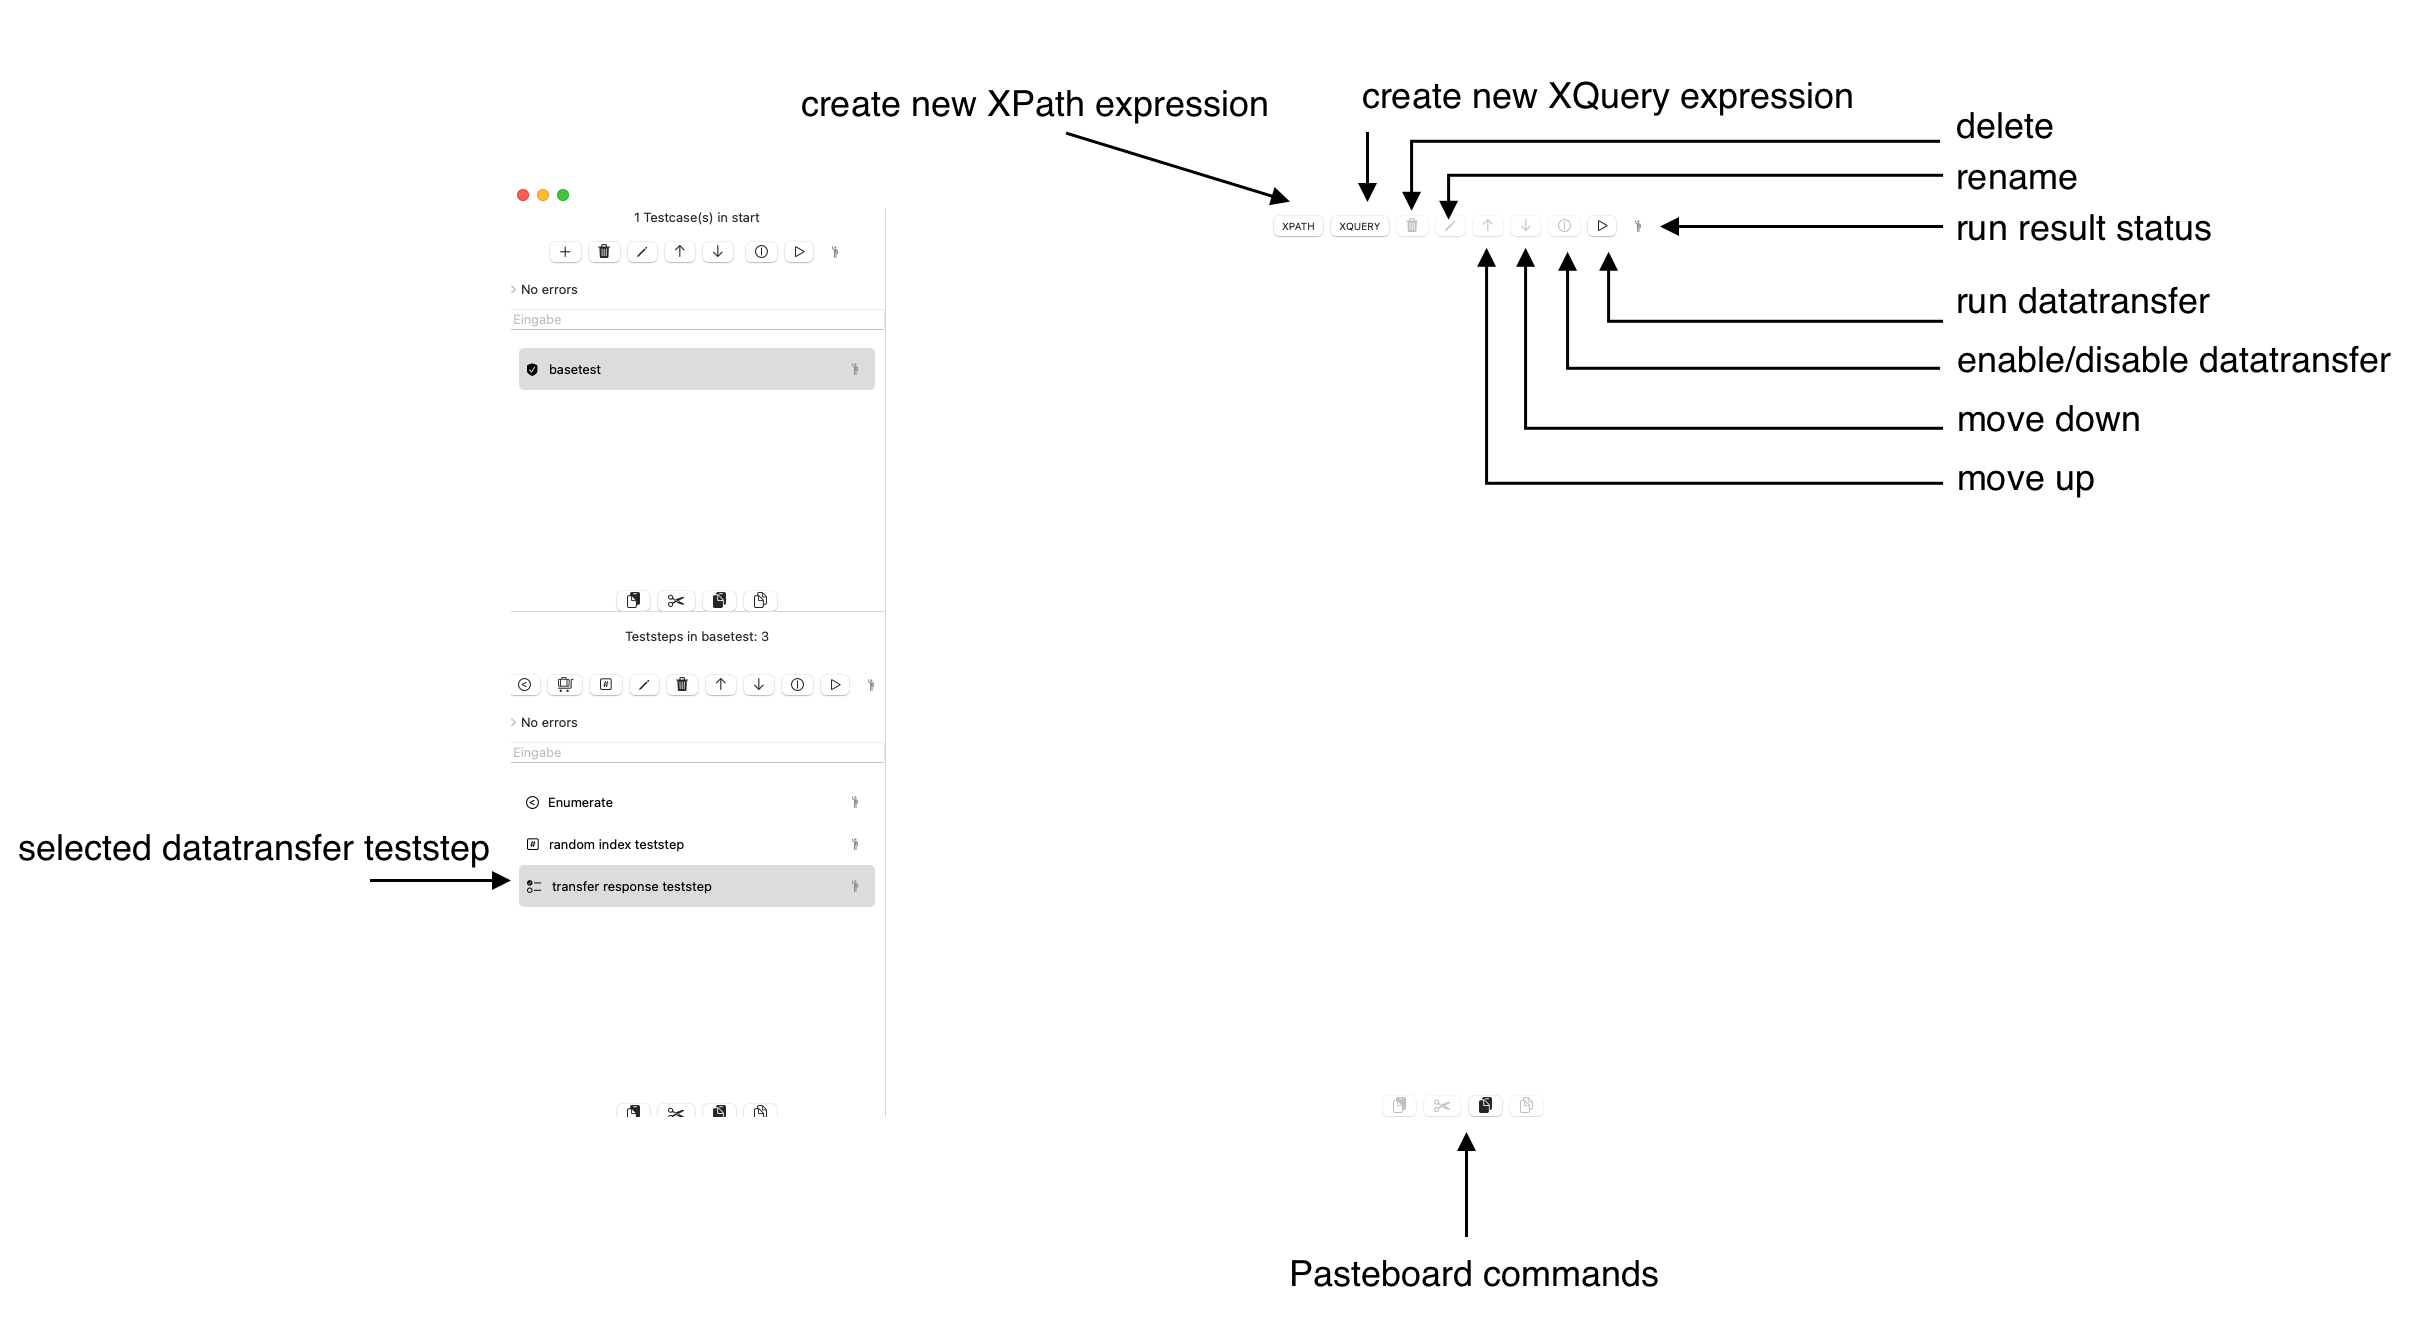 create new XPath expression
create new XQuery expression
delete
rename
run result status
run datatransfer
enable/disable datatransfer
move down
move up
XPATH
XQUERY
1 Testcase(s) in start
No errors
Eingabe
basetest
Teststeps in basetest: 3
No errors
Eingabe
Enumerate
random index teststep
selected datatransfer teststep
transfer response teststep
Pasteboard commands